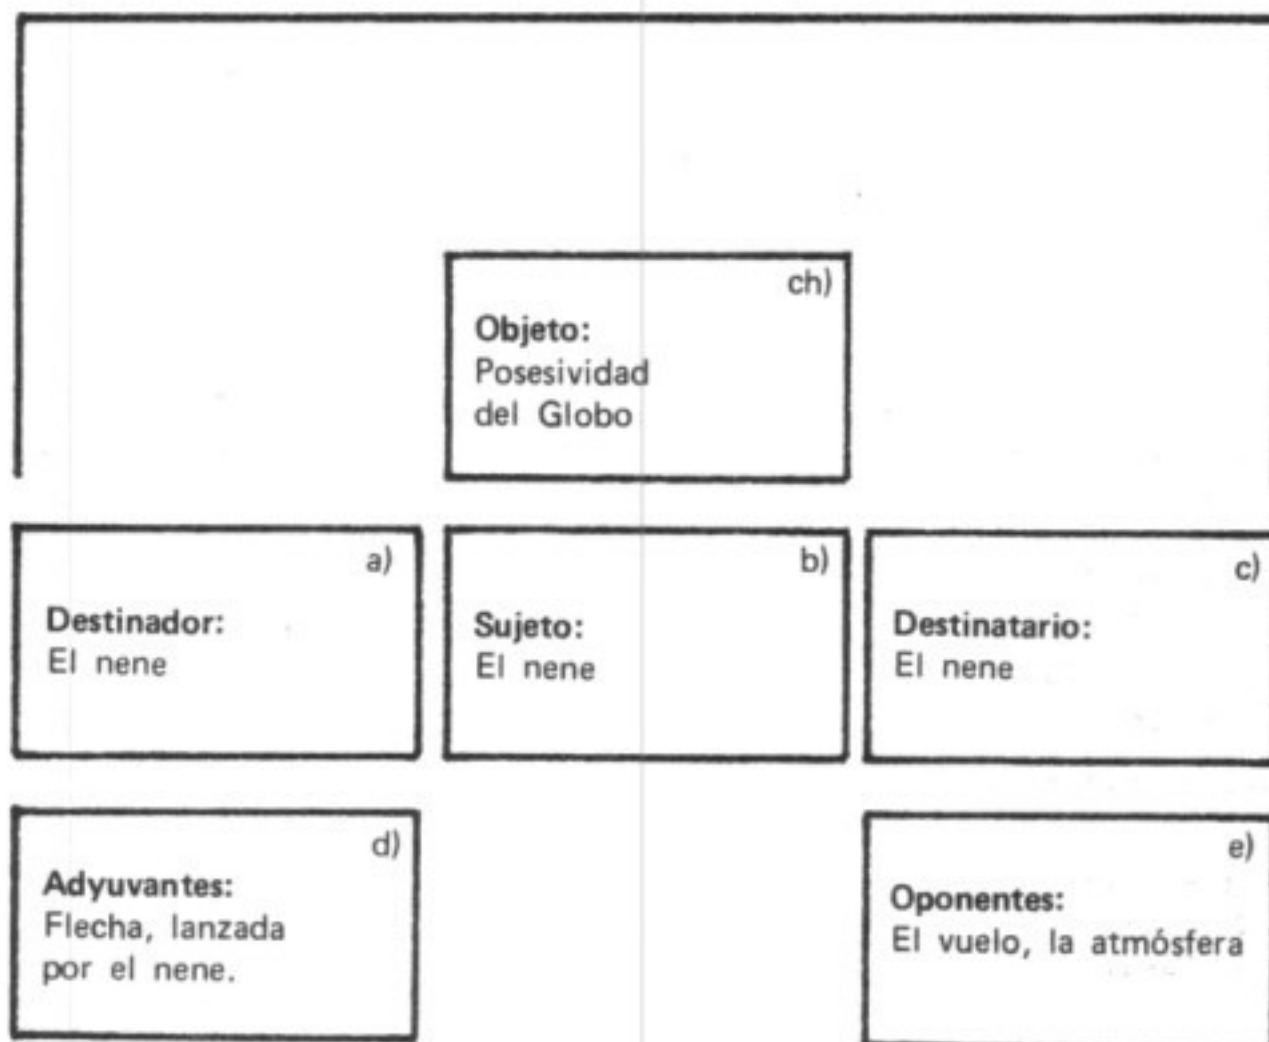 ch)
Objeto:
Posesividad
del Globo
a)
Destinador:
El nene
b)
Sujeto:
El nene
c)
Destinatario:
El nene
d)
Adyuvantes:
Flecha, lanzada
por el nene.
e)
Oponentes:
El vuelo, la atmósfera